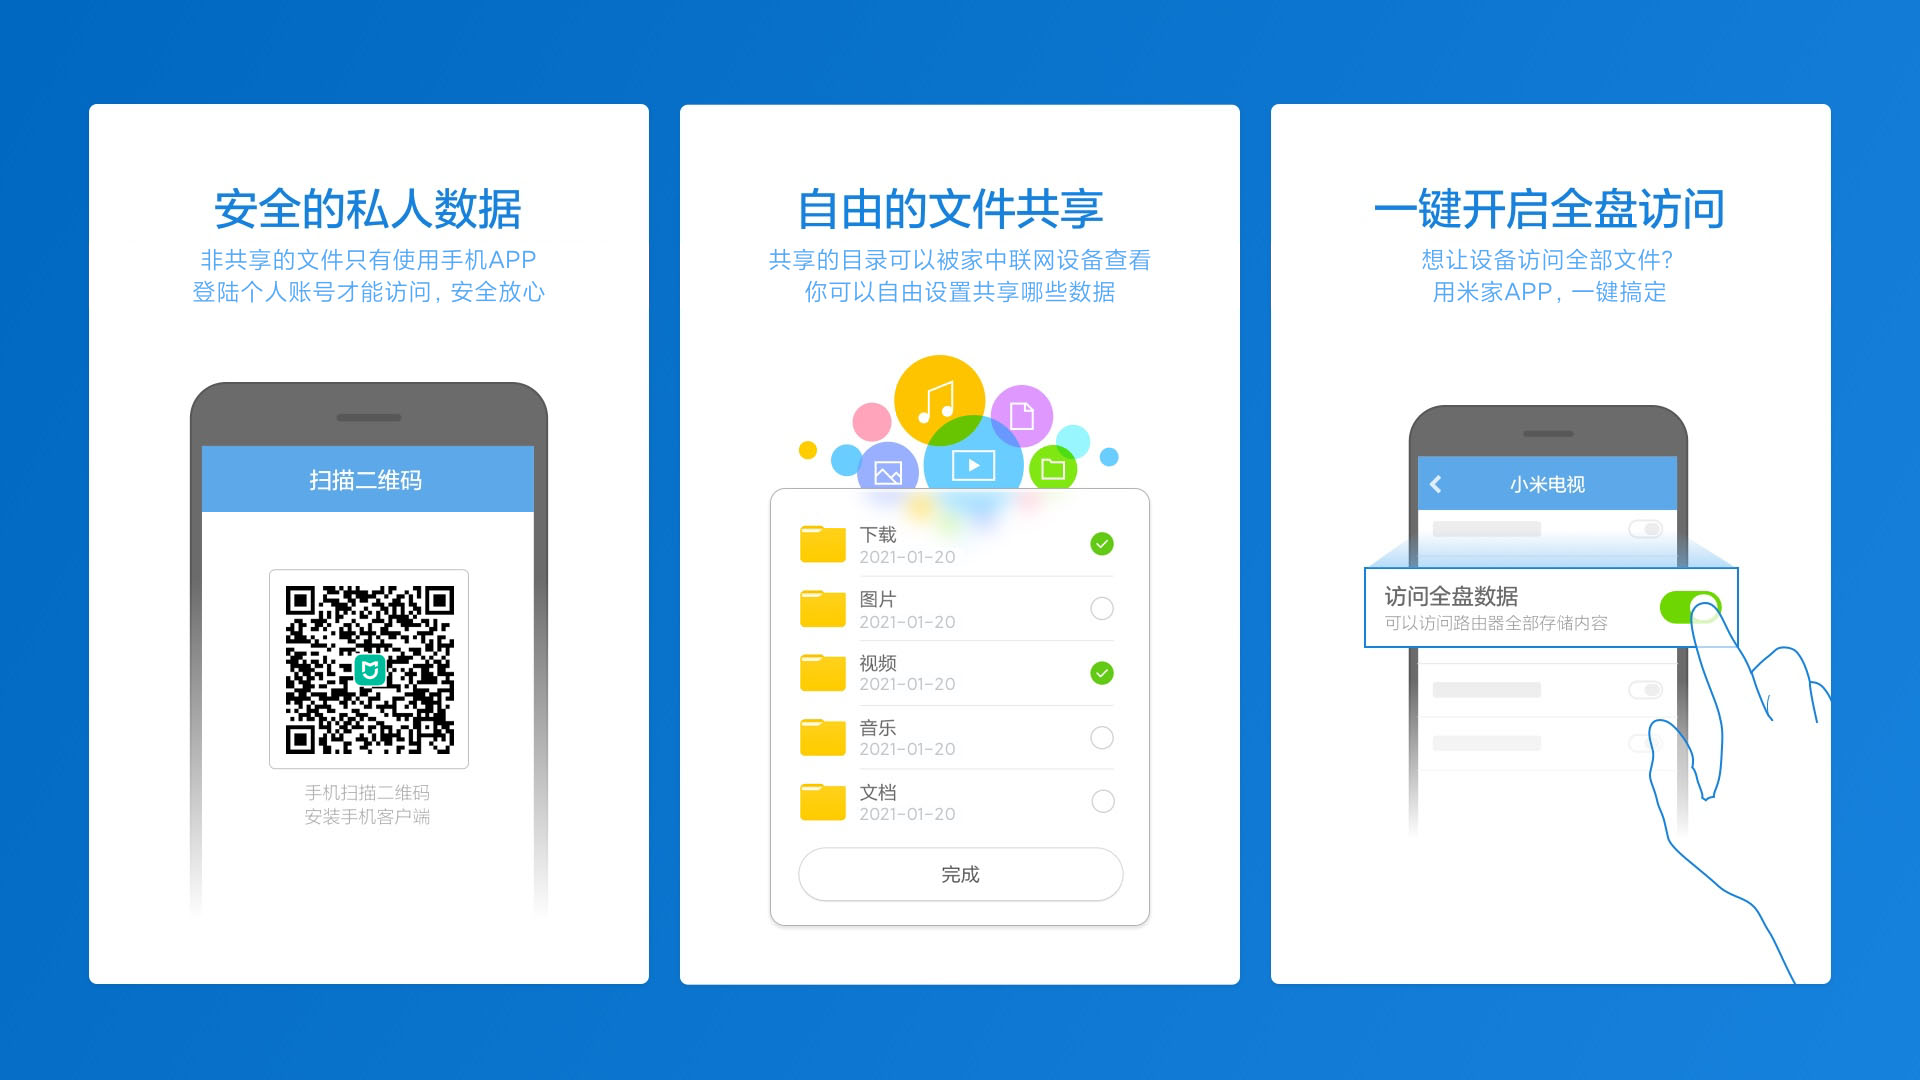 安全的私人数据
非共享的文件只有使用手机APP
登陆个人账号才能访问，安全放心
扫描二维码
手机扫描二维码
安装手机客户端
自由的文件共享
共享的目录可以被家中联网设备查看
你可以自由设置共享哪些数据
下载
2021-01-20
图片
2021-01-20
视频
2021-01-20
音乐
2021-01-20
文档
2021-01-20
完成
一键开启全盘访问
想让设备访问全部文件？
用米家APP，一键搞定
小米电视
访问全盘数据
可以访问路由器全部存储内容